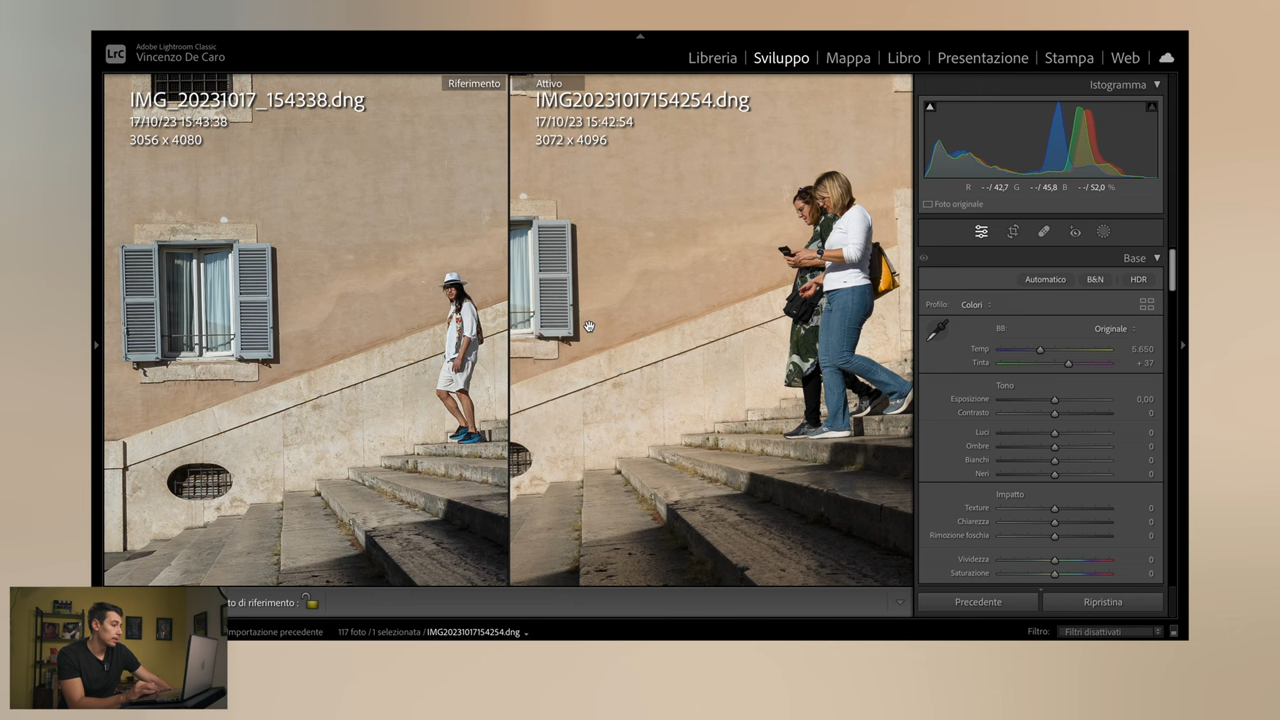 LrC
Adobe Lightroom Classic
Vincenzo De Caro
Libreria | Sviluppo | Mappa | Libro | Presentazione | Stampa | Web
Riferimento
IMG_20231017_154338.dng
17/10/23 15:43:38
3056 x 4080
Attivo
IMG20231017154254.dng
17/10/23 15:42:54
3072 x 4096
Istogramma
R --/ 42,7 G --/ 45,8 B --/ 52,0 %
Foto originale
Base
Automatico B&N HDR
Profilo: Colori
BB: Originale
Temp 5.650
Tinta + 37
Tono
Esposizione 0,00
Contrasto 0
Luci 0
Ombre 0
Bianchi 0
Neri 0
Impatto
Texture 0
Chiarezza 0
Rimozione foschia 0
Vividezza 0
Saturazione 0
Precedente Ripristina
to di riferimento :
mportazione precedente 117 foto / 1 selezionata / IMG20231017154254.dng
Filtro: Filtri disattivati